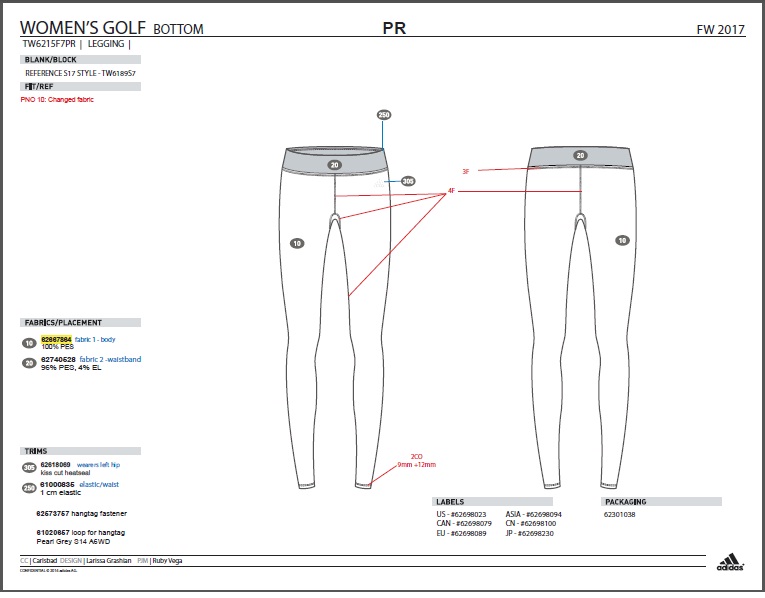 WOMEN'S GOLF BOTTOM
PR
FW 2017
TW6215F7PR | LEGGING |
BLANK/BLOCK
REFERENCE S17 STYLE - TW6189S7
FIT/REF
PNO 10: Changed fabric
250
20
305
10
20
3F
4F
10
2CO
9mm +12mm
FABRICS/PLACEMENT
10 62667864 fabric 1 - body
100% PES
20 62740528 fabric 2 -waistband
96% PES, 4% EL
TRIMS
305 62618069 wearers left hip
kiss cut heatseal
250 61000835 elastic/waist
1 cm elastic
62573757 hangtag fastener
61020657 loop for hangtag
Pearl Grey S14 A6WD
LABELS
US - #62698023
CAN - #62698079
EU - #62698089
ASIA - #62698094
CN - #62698100
JP - #62698230
PACKAGING
62301038
CC | Carlsbad DESIGN | Larissa Grashian PJM | Ruby Vega
CONFIDENTIAL © 2015 adidas AG.
adidas